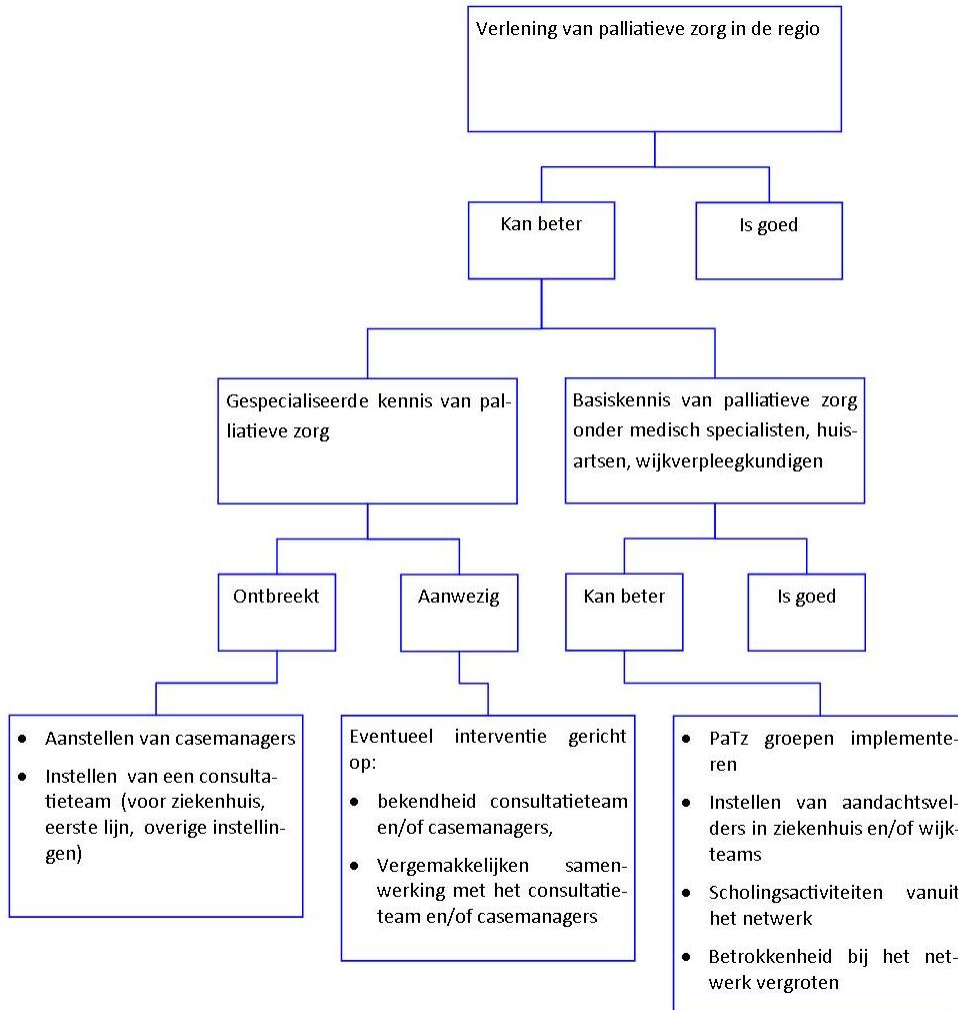 Verlening van palliatieve zorg in de regio
Kan beter
Is goed
Gespecialiseerde kennis van pal-
liatieve zorg
Basiskennis van palliatieve zorg
onder medisch specialisten, huis-
artsen, wijkverpleegkundigen
Ontbreekt
Aanwezig
Kan beter
Is goed
• Aanstellen van casemanagers
• Instellen van een consulta-
tieteam (voor ziekenhuis,
eerste lijn, overige instellin-
gen)
Eventueel interventie gericht
op:
• bekendheid consultatieteam
en/of casemanagers,
• Vergemakkelijken samen-
werking met het consultatie-
team en/of casemanagers
• PaTz groepen implemente-
ren
• Instellen van aandachtsvel-
ders in ziekenhuis en/of wijk-
teams
• Scholingsactiviteiten vanuit
het netwerk
• Betrokkenheid bij het net-
werk vergroten